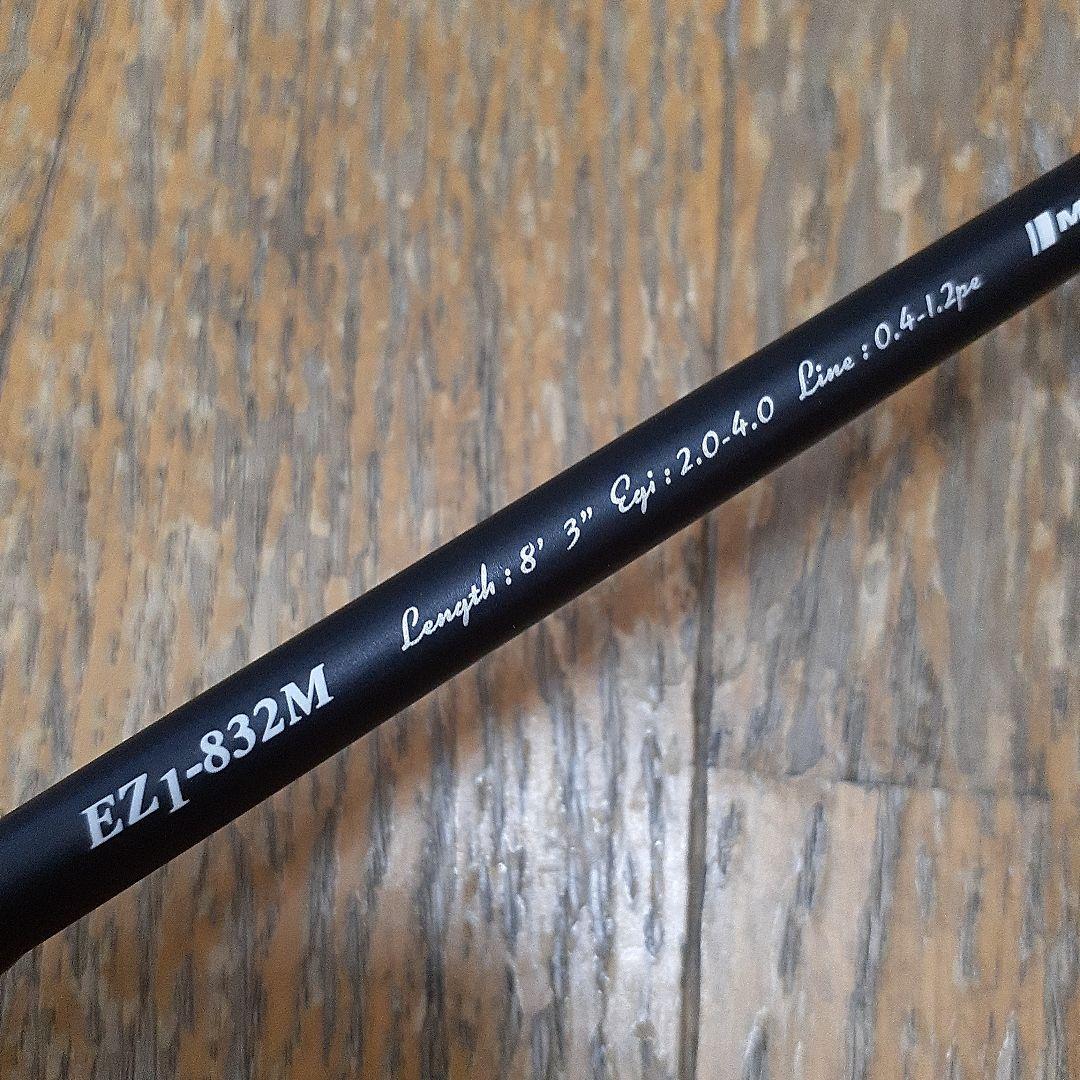 EZ1-832M Length : 8' 3" Egi : 2.0-4.0 Line : 0.4-1.2pe